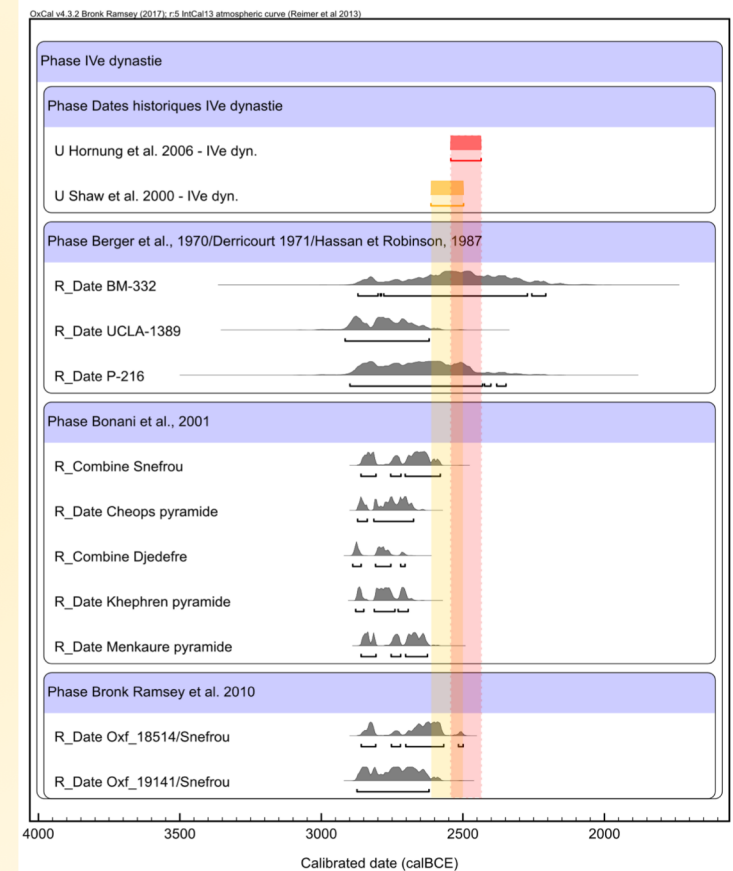 OxCal v4.3.2 Bronk Ramsey (2017); r:5 IntCal13 atmospheric curve (Reimer et al 2013)
Phase IVe dynastie
Phase Dates historiques IVe dynastie
U Hornung et al. 2006 - IVe dyn.
U Shaw et al. 2000 - IVe dyn.
Phase Berger et al., 1970/Derricourt 1971/Hassan et Robinson, 1987
R_Date BM-332
R_Date UCLA-1389
R_Date P-216
Phase Bonani et al., 2001
R_Combine Snefrou
R_Date Cheops pyramide
R_Combine Djedefre
R_Date Khephren pyramide
R_Date Menkaure pyramide
Phase Bronk Ramsey et al. 2010
R_Date Oxf_18514/Snefrou
R_Date Oxf_19141/Snefrou
4000 3500 3000 2500 2000
Calibrated date (calBCE)